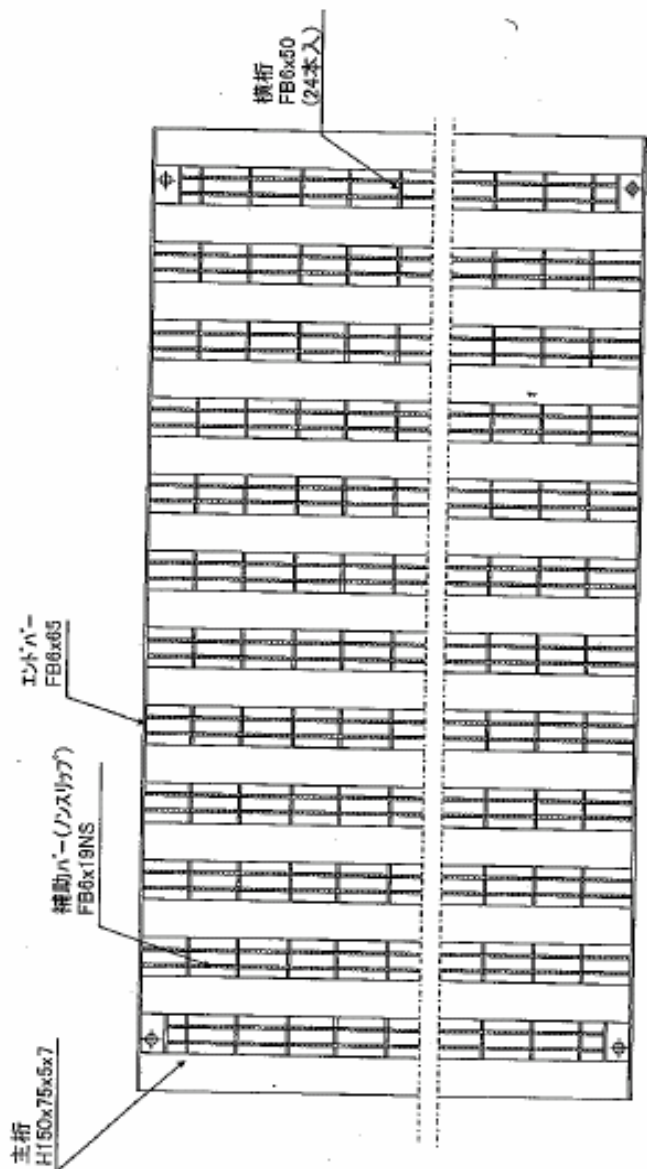 横桁
FB6x50
(24本入)
エンドバー
FB6x65
補助バー(ノンスリップ)
FB6x19NS
主桁
H150x75x5x7